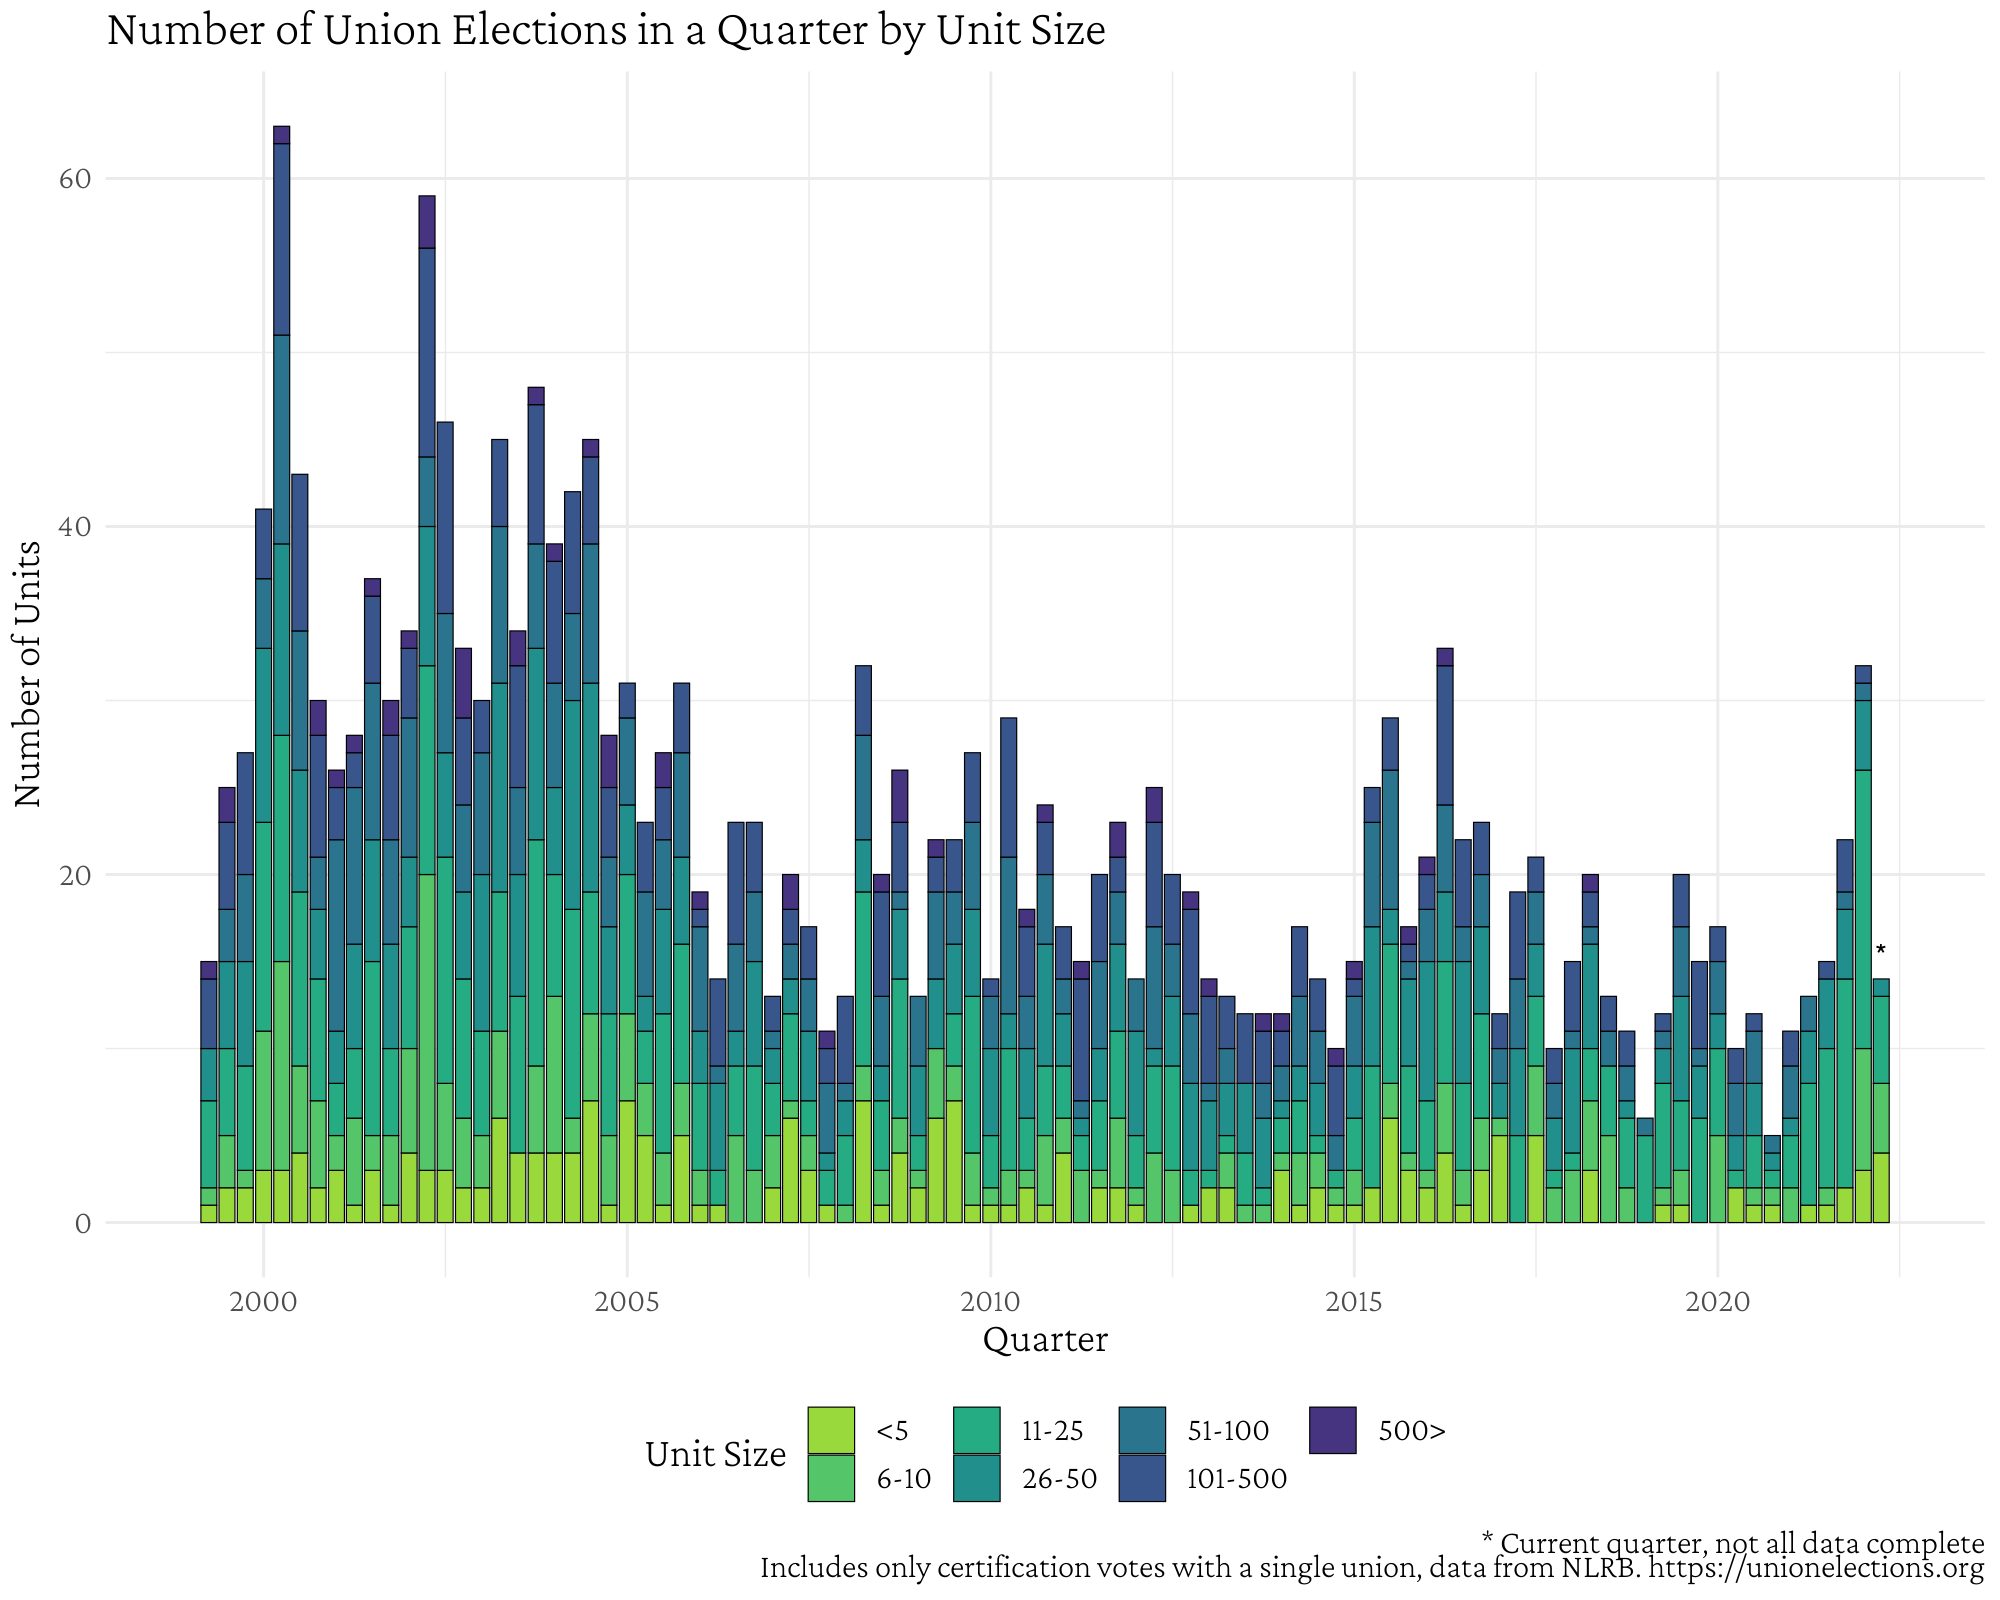 Number of Union Elections in a Quarter by Unit Size
Number of Units
60
40
20
0
2000 2005 2010 2015 2020
*
Quarter
Unit Size
<5 11-25 51-100 500>
6-10 26-50 101-500
* Current quarter, not all data complete
Includes only certification votes with a single union, data from NLRB. https://unionelections.org